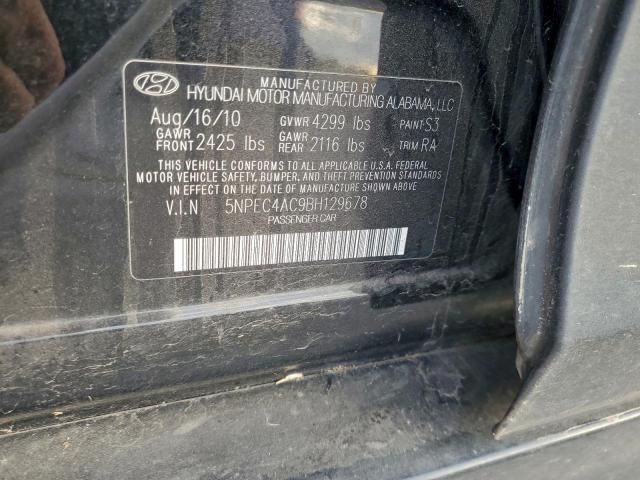 MANUFACTURED BY
HYUNDAI MOTOR MANUFACTURING ALABAMA, LLC
Aug/16/10 GVWR 4299 lbs PAINT:S3
GAWR FRONT 2425 lbs GAWR REAR 2116 lbs TRIM RA
THIS VEHICLE CONFORMS TO ALL APPLICABLE U.S.A. FEDERAL
MOTOR VEHICLE SAFETY, BUMPER, AND THEFT PREVENTION STANDARDS
IN EFFECT ON THE DATE OF MANUFACTURE SHOWN ABOVE.
V.I.N 5NPEC4AC9BH129678
PASSENGER CAR